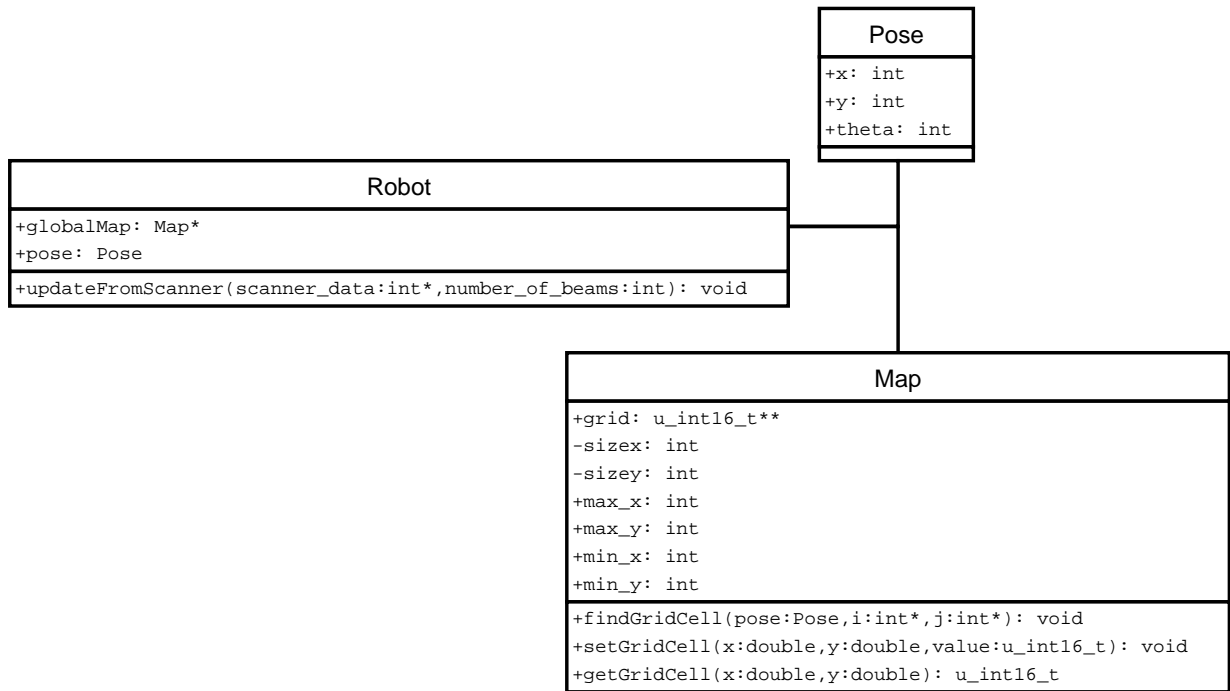 Pose
+x: int
+y: int
+theta: int
Robot
+globalMap: Map*
+pose: Pose
+updateFromScanner(scanner_data:int*,number_of_beams:int): void
Map
+grid: u_int16_t**
-sizex: int
-sizey: int
+max_x: int
+max_y: int
+min_x: int
+min_y: int
+findGridCell(pose:Pose,i:int*,j:int*): void
+setGridCell(x:double,y:double,value:u_int16_t): void
+getGridCell(x:double,y:double): u_int16_t